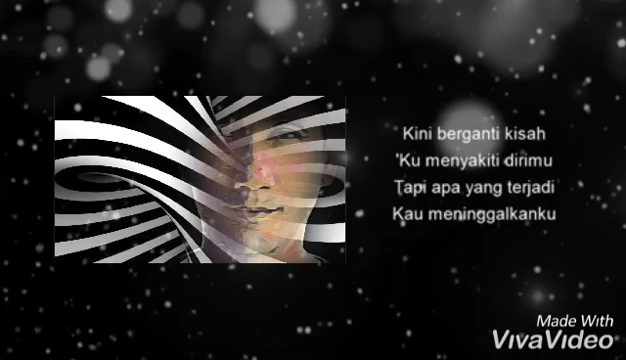 Kini berganti kisah
'Ku menyakiti dirimu
Tapi apa yang terjadi
Kau meninggalkanku
Made With
VivaVideo